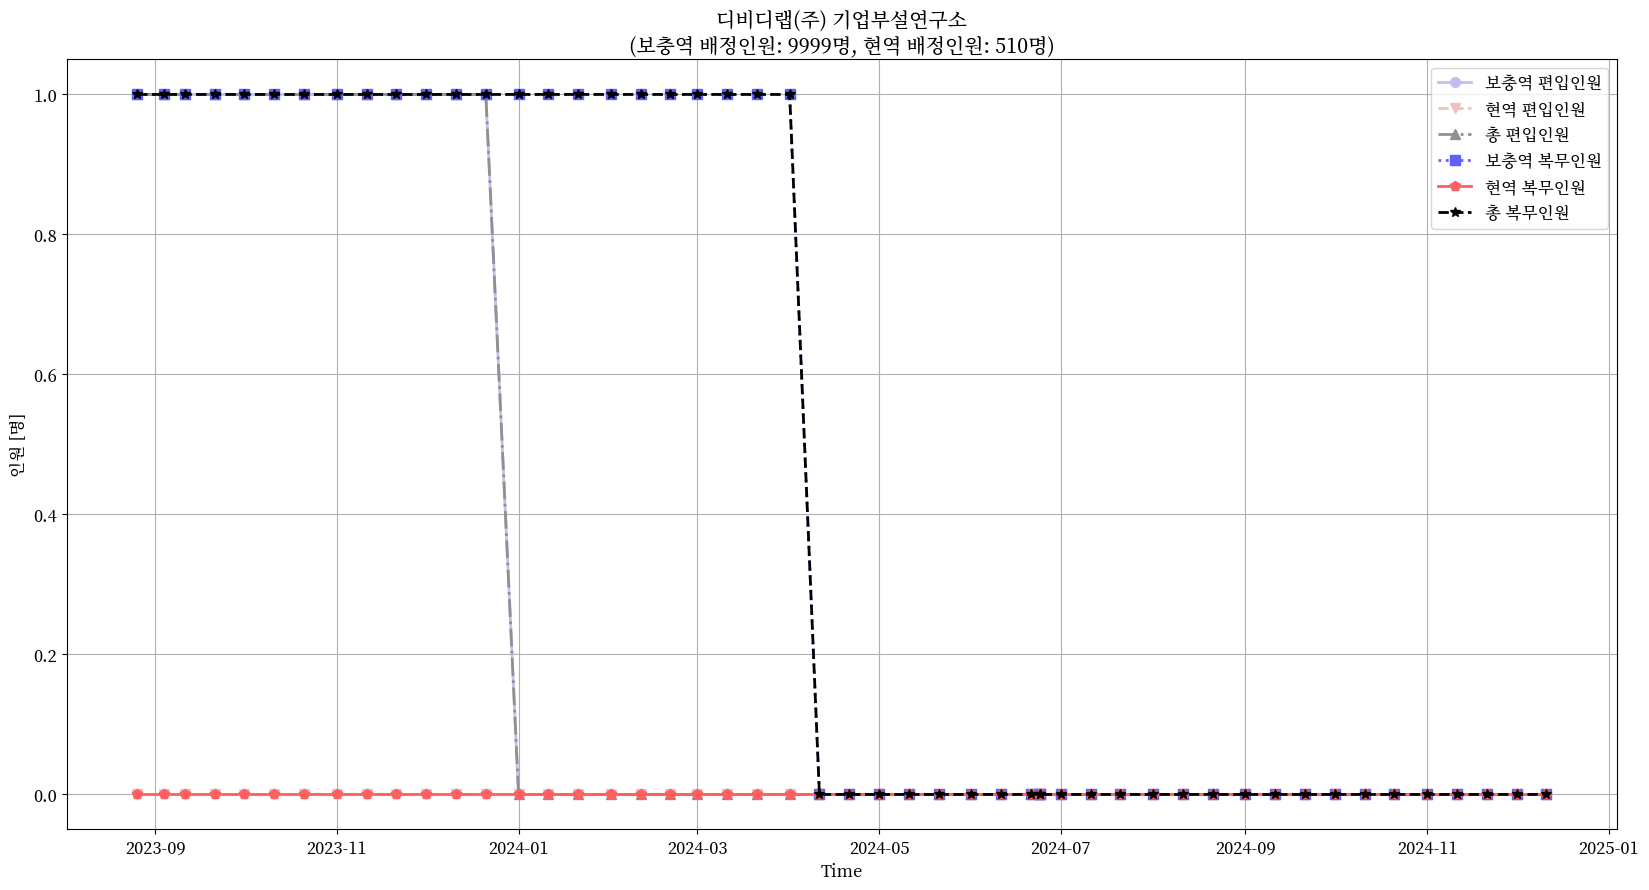 디비디랩(주) 기업부설연구소
(보충역 배정인원: 9999명, 현역 배정인원: 510명)
보충역 편입인원
현역 편입인원
총 편입인원
보충역 복무인원
현역 복무인원
총 복무인원
인원 [명]
1.0
0.8
0.6
0.4
0.2
0.0
2023-09
2023-11
2024-01
2024-03
2024-05
2024-07
2024-09
2024-11
2025-01
Time